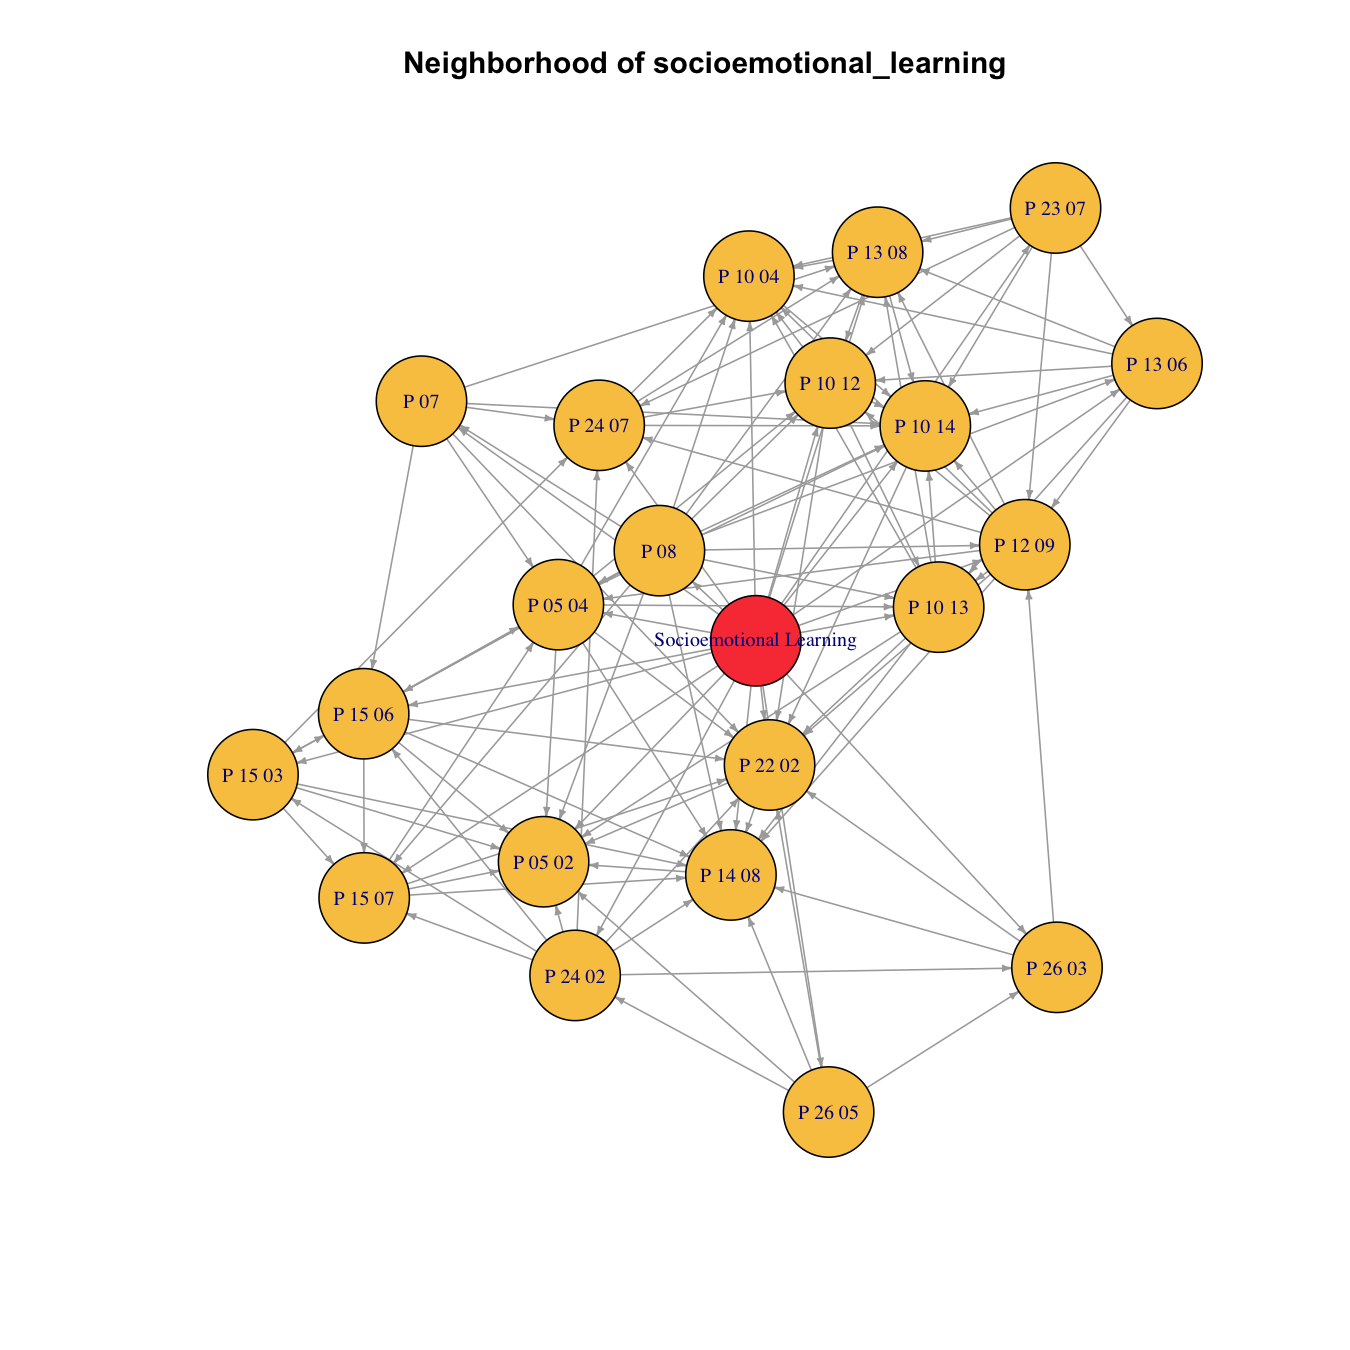 Neighborhood of socioemotional_learning
P 23 07
P 13 08
P 10 04
P 13 06
P 10 12
P 07
P 24 07
P 10 14
P 12 09
P 08
P 05 04
P 10 13
Socioemotional Learning
P 15 06
P 22 02
P 15 03
P 05 02
P 14 08
P 15 07
P 26 03
P 24 02
P 26 05